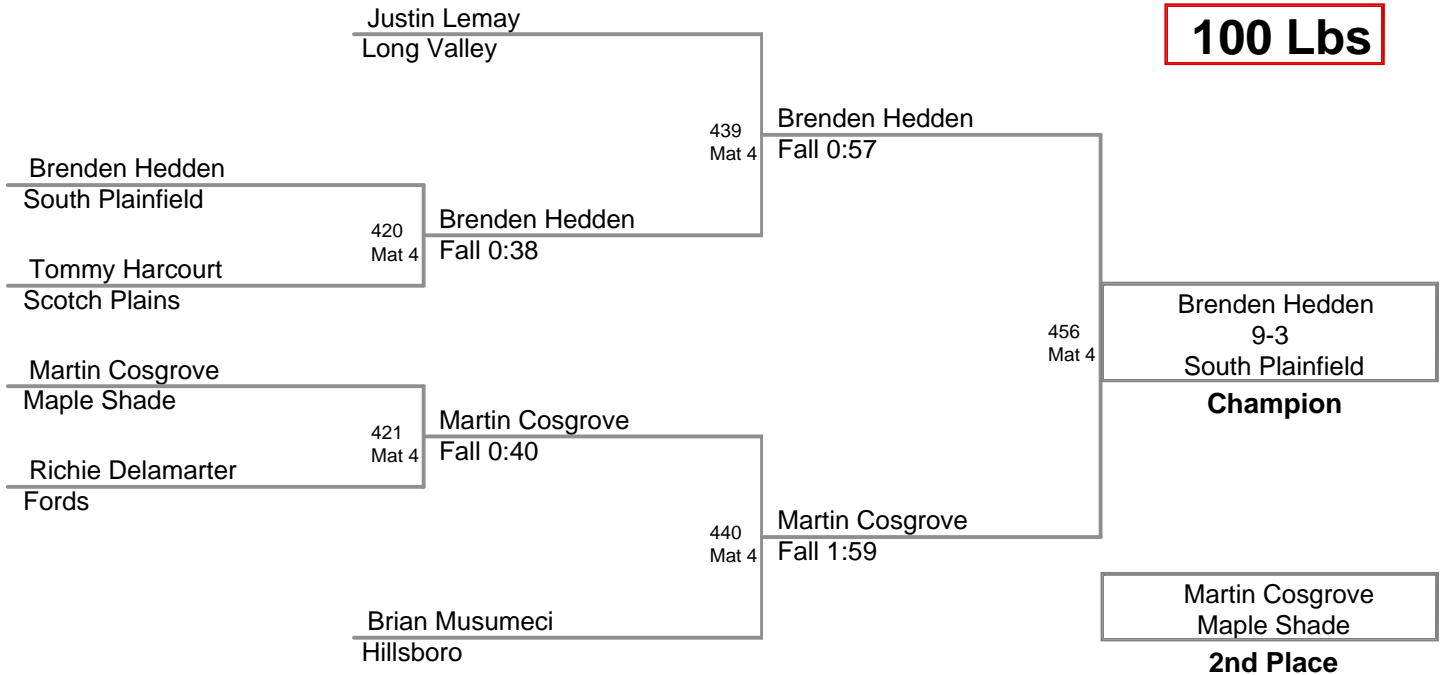 Justin Lemay
Long Valley
100 Lbs
439
Mat 4
Brenden Hedden
Fall 0:57
Brenden Hedden
South Plainfield
420
Mat 4
Brenden Hedden
Fall 0:38
Tommy Harcourt
Scotch Plains
Brenden Hedden
9-3
South Plainfield
Champion
456
Mat 4
Martin Cosgrove
Maple Shade
421
Mat 4
Martin Cosgrove
Fall 0:40
Richie Delamarter
Fords
440
Mat 4
Martin Cosgrove
Fall 1:59
Brian Musumeci
Hillsboro
Martin Cosgrove
Maple Shade
2nd Place